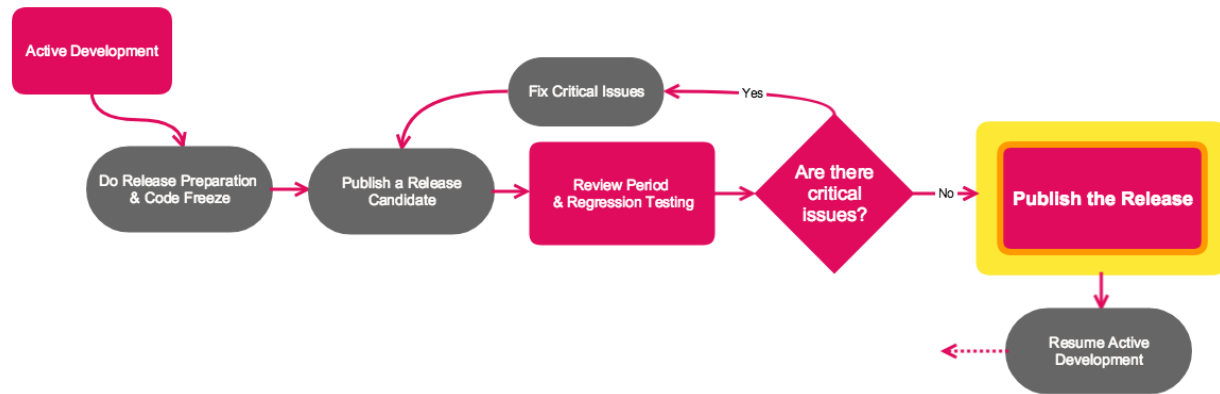 Active Development
Fix Critical Issues
Yes
Do Release Preparation
& Code Freeze
Publish a Release
Candidate
Review Period
& Regression Testing
Are there
critical
issues?
No
Publish the Release
Resume Active
Development